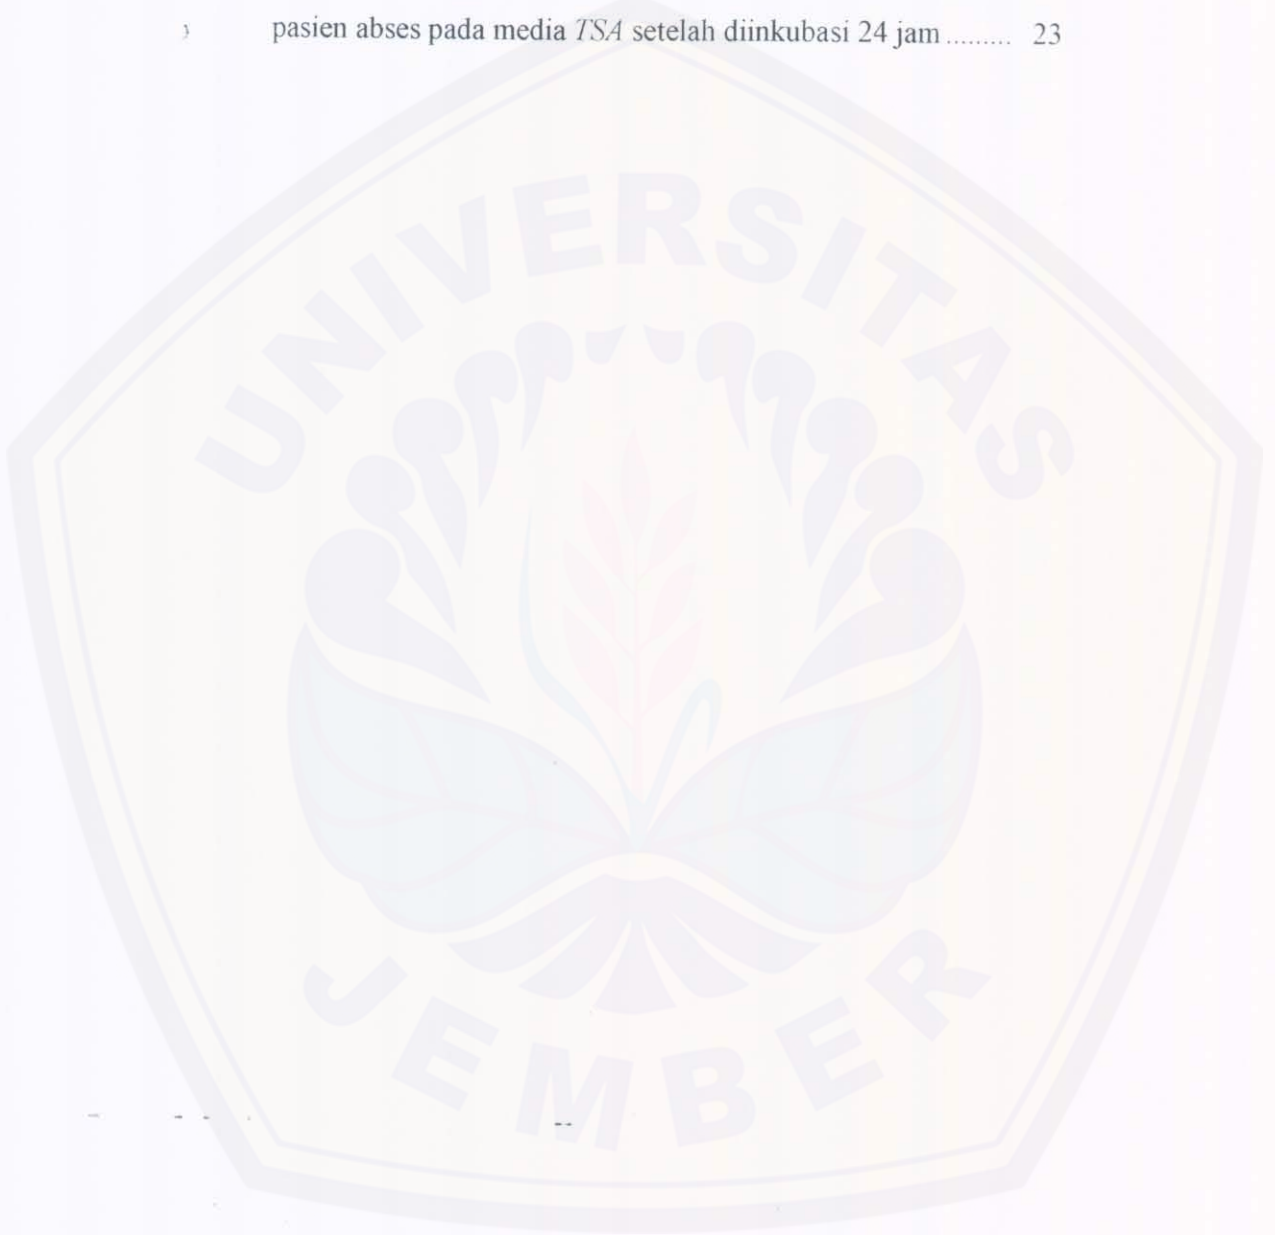 pasien abses pada media TSA setelah diinkubasi 24 jam ......... 23
UNIVERSITAS
JEMBER